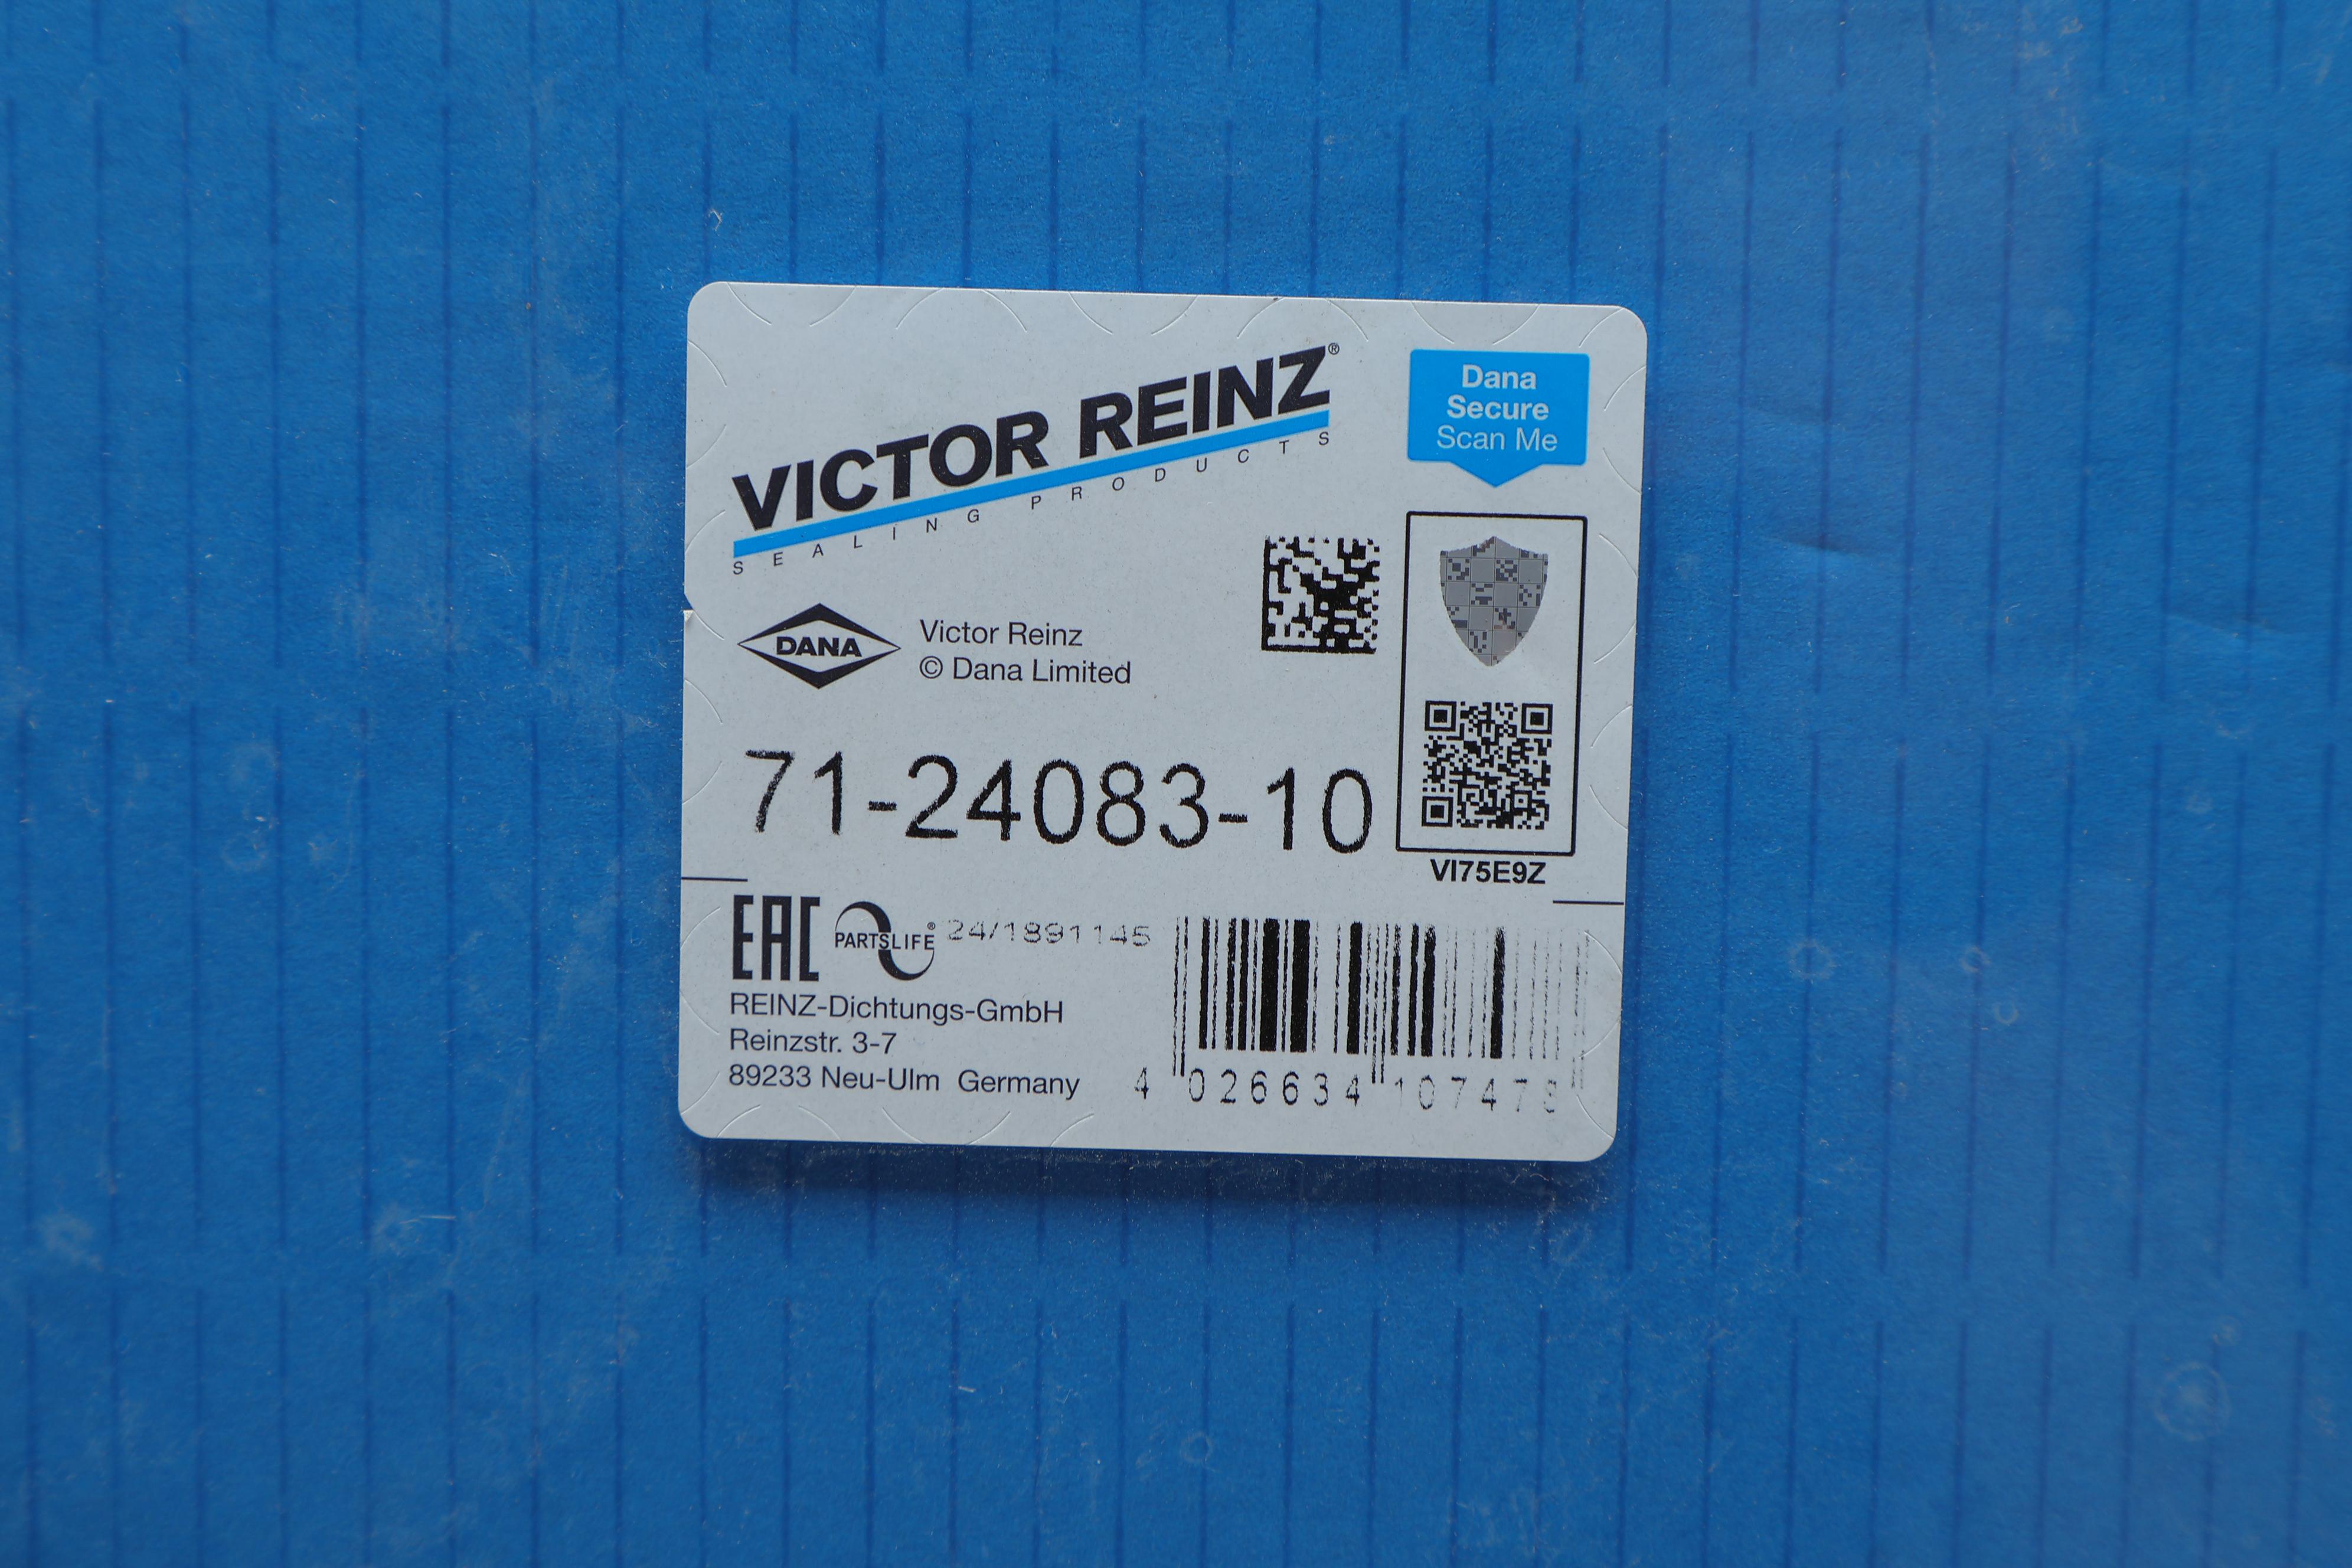 VICTOR REINZ®
SEALING PRODUCTS
Dana
Secure
Scan Me
DANA
Victor Reinz
© Dana Limited
71-24083-10
VI75E9Z
EAC PARTSLIFE® 24/1891145
REINZ-Dichtungs-GmbH
Reinzstr. 3-7
89233 Neu-Ulm Germany
4 026634 107478